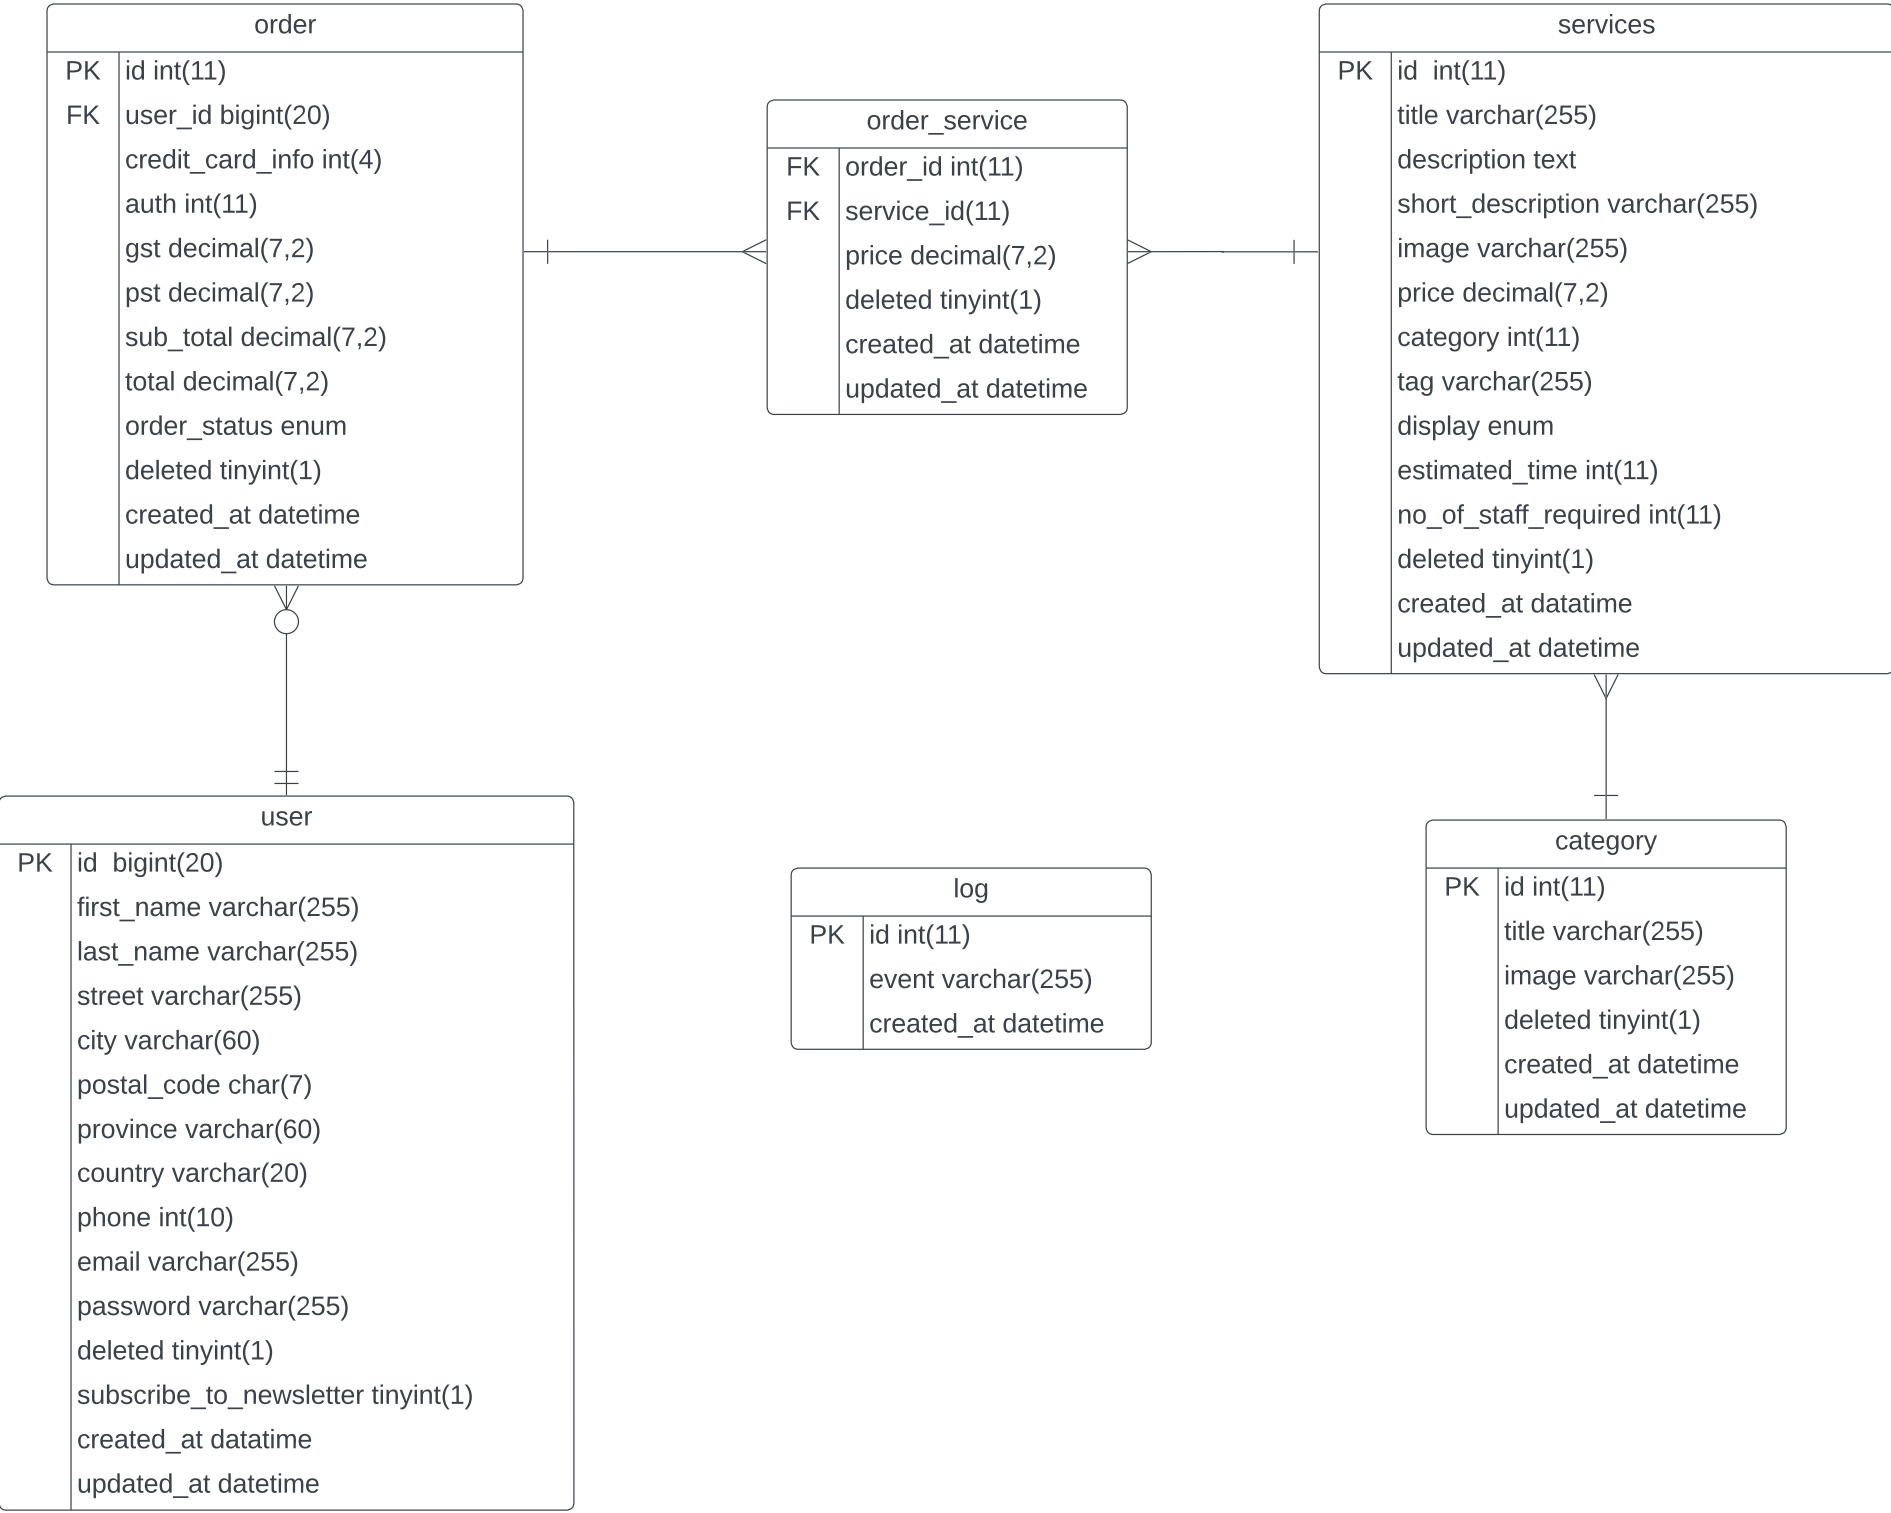 order
PK id int(11)
FK user_id bigint(20)
credit_card_info int(4)
auth int(11)
gst decimal(7,2)
pst decimal(7,2)
sub_total decimal(7,2)
total decimal(7,2)
order_status enum
deleted tinyint(1)
created_at datetime
updated_at datetime
order_service
FK order_id int(11)
FK service_id(11)
price decimal(7,2)
deleted tinyint(1)
created_at datetime
updated_at datetime
services
PK id int(11)
title varchar(255)
description text
short_description varchar(255)
image varchar(255)
price decimal(7,2)
category int(11)
tag varchar(255)
display enum
estimated_time int(11)
no_of_staff_required int(11)
deleted tinyint(1)
created_at datatime
updated_at datetime
user
PK id bigint(20)
first_name varchar(255)
last_name varchar(255)
street varchar(255)
city varchar(60)
postal_code char(7)
province varchar(60)
country varchar(20)
phone int(10)
email varchar(255)
password varchar(255)
deleted tinyint(1)
subscribe_to_newsletter tinyint(1)
created_at datatime
updated_at datetime
log
PK id int(11)
event varchar(255)
created_at datetime
category
PK id int(11)
title varchar(255)
image varchar(255)
deleted tinyint(1)
created_at datetime
updated_at datetime